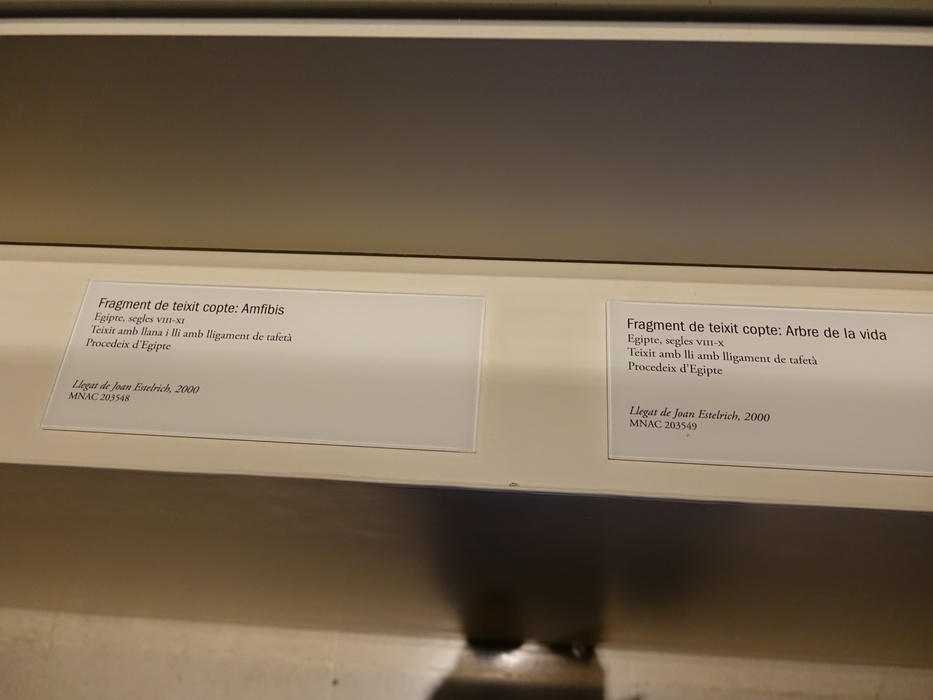 Fragment de teixit copte: Amfibis
Egipte, segles VIII-XI
Teixit amb llana i lli amb lligament de tafetà
Procedeix d'Egipte
Llegat de Joan Estelrich, 2000
MNAC 203548
Fragment de teixit copte: Arbre de la vida
Egipte, segles VIII-X
Teixit amb lli amb lligament de tafetà
Procedeix d'Egipte
Llegat de Joan Estelrich, 2000
MNAC 203549